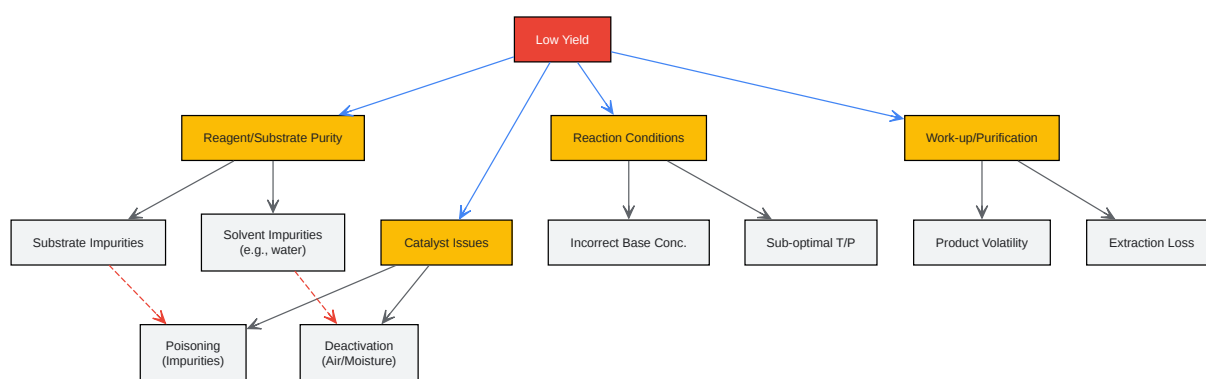 Low Yield
Reagent/Substrate Purity
Reaction Conditions
Work-up/Purification
Substrate Impurities
Solvent Impurities
(e.g., water)
Catalyst Issues
Incorrect Base Conc.
Sub-optimal T/P
Product Volatility
Extraction Loss
Poisoning
(Impurities)
Deactivation
(Air/Moisture)